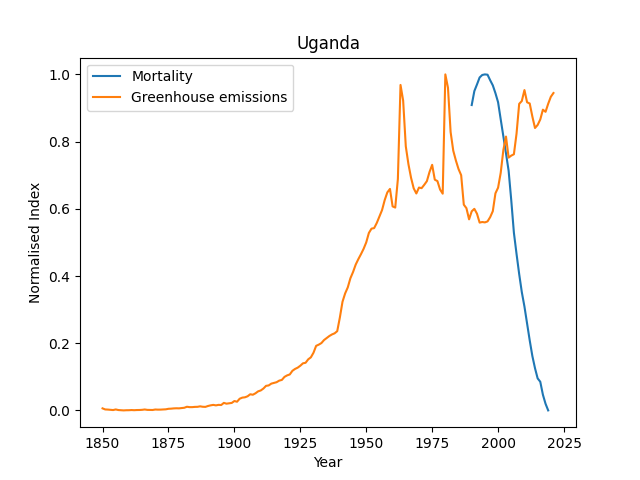 Uganda
Mortality
Greenhouse emissions
1.0
0.8
0.6
0.4
0.2
0.0
Normalised Index
1850 1875 1900 1925 1950 1975 2000 2025
Year